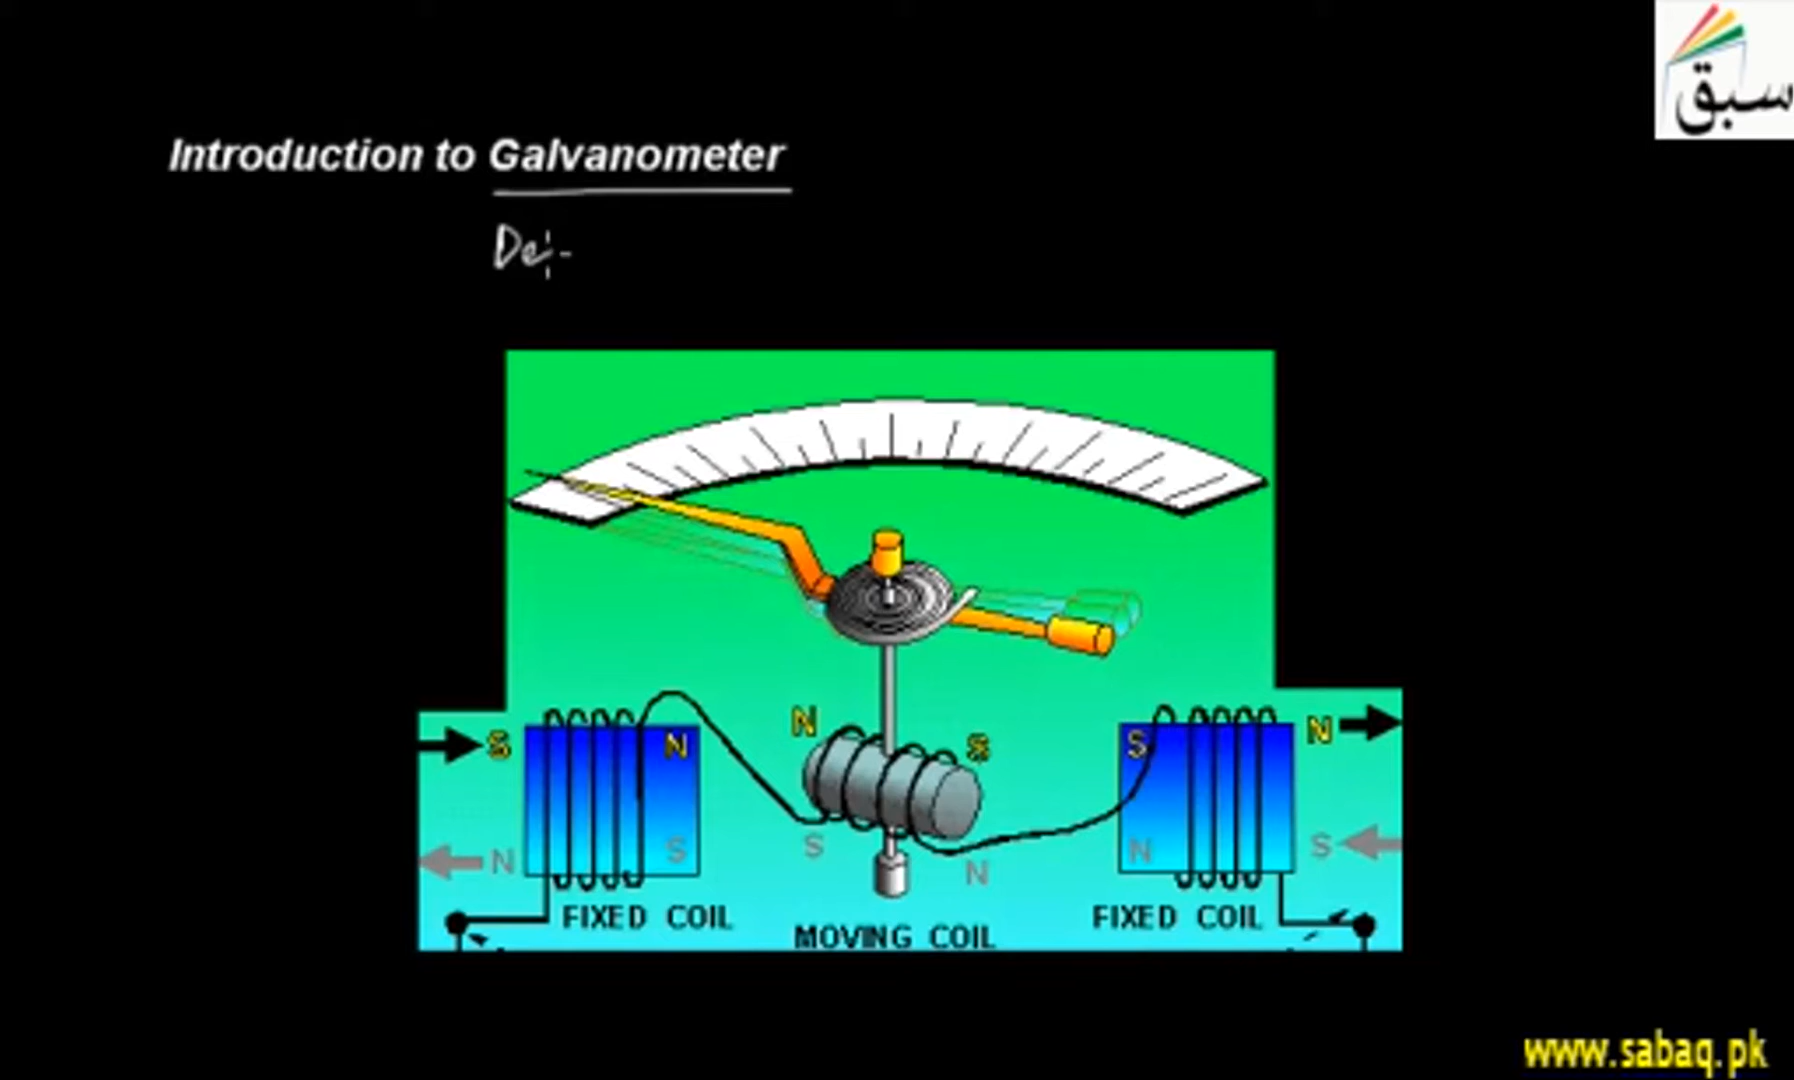 سبق
Introduction to Galvanometer
De:-
N
S
S
N
S
N
N
S
S
N
N
S
FIXED COIL
MOVING COIL
FIXED COIL
www.sabaq.pk